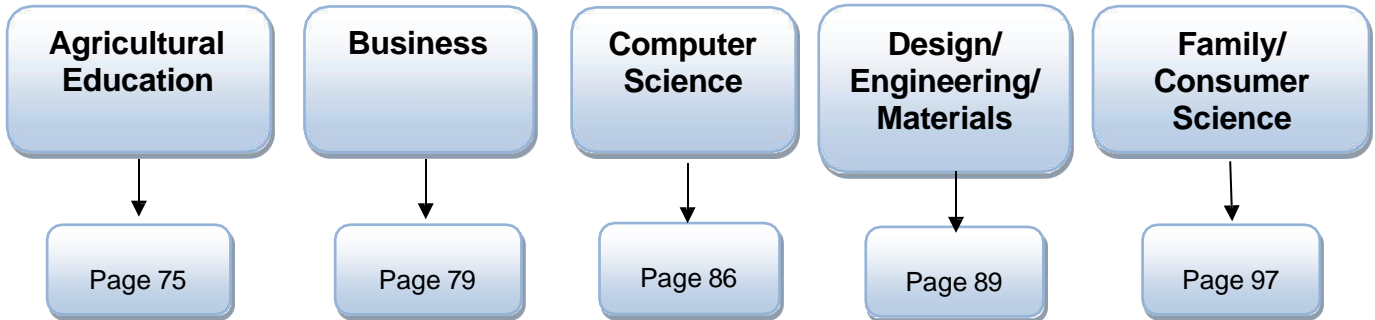 Agricultural
Education
Business
Computer
Science
Design/
Engineering/
Materials
Family/
Consumer
Science
Page 75
Page 79
Page 86
Page 89
Page 97